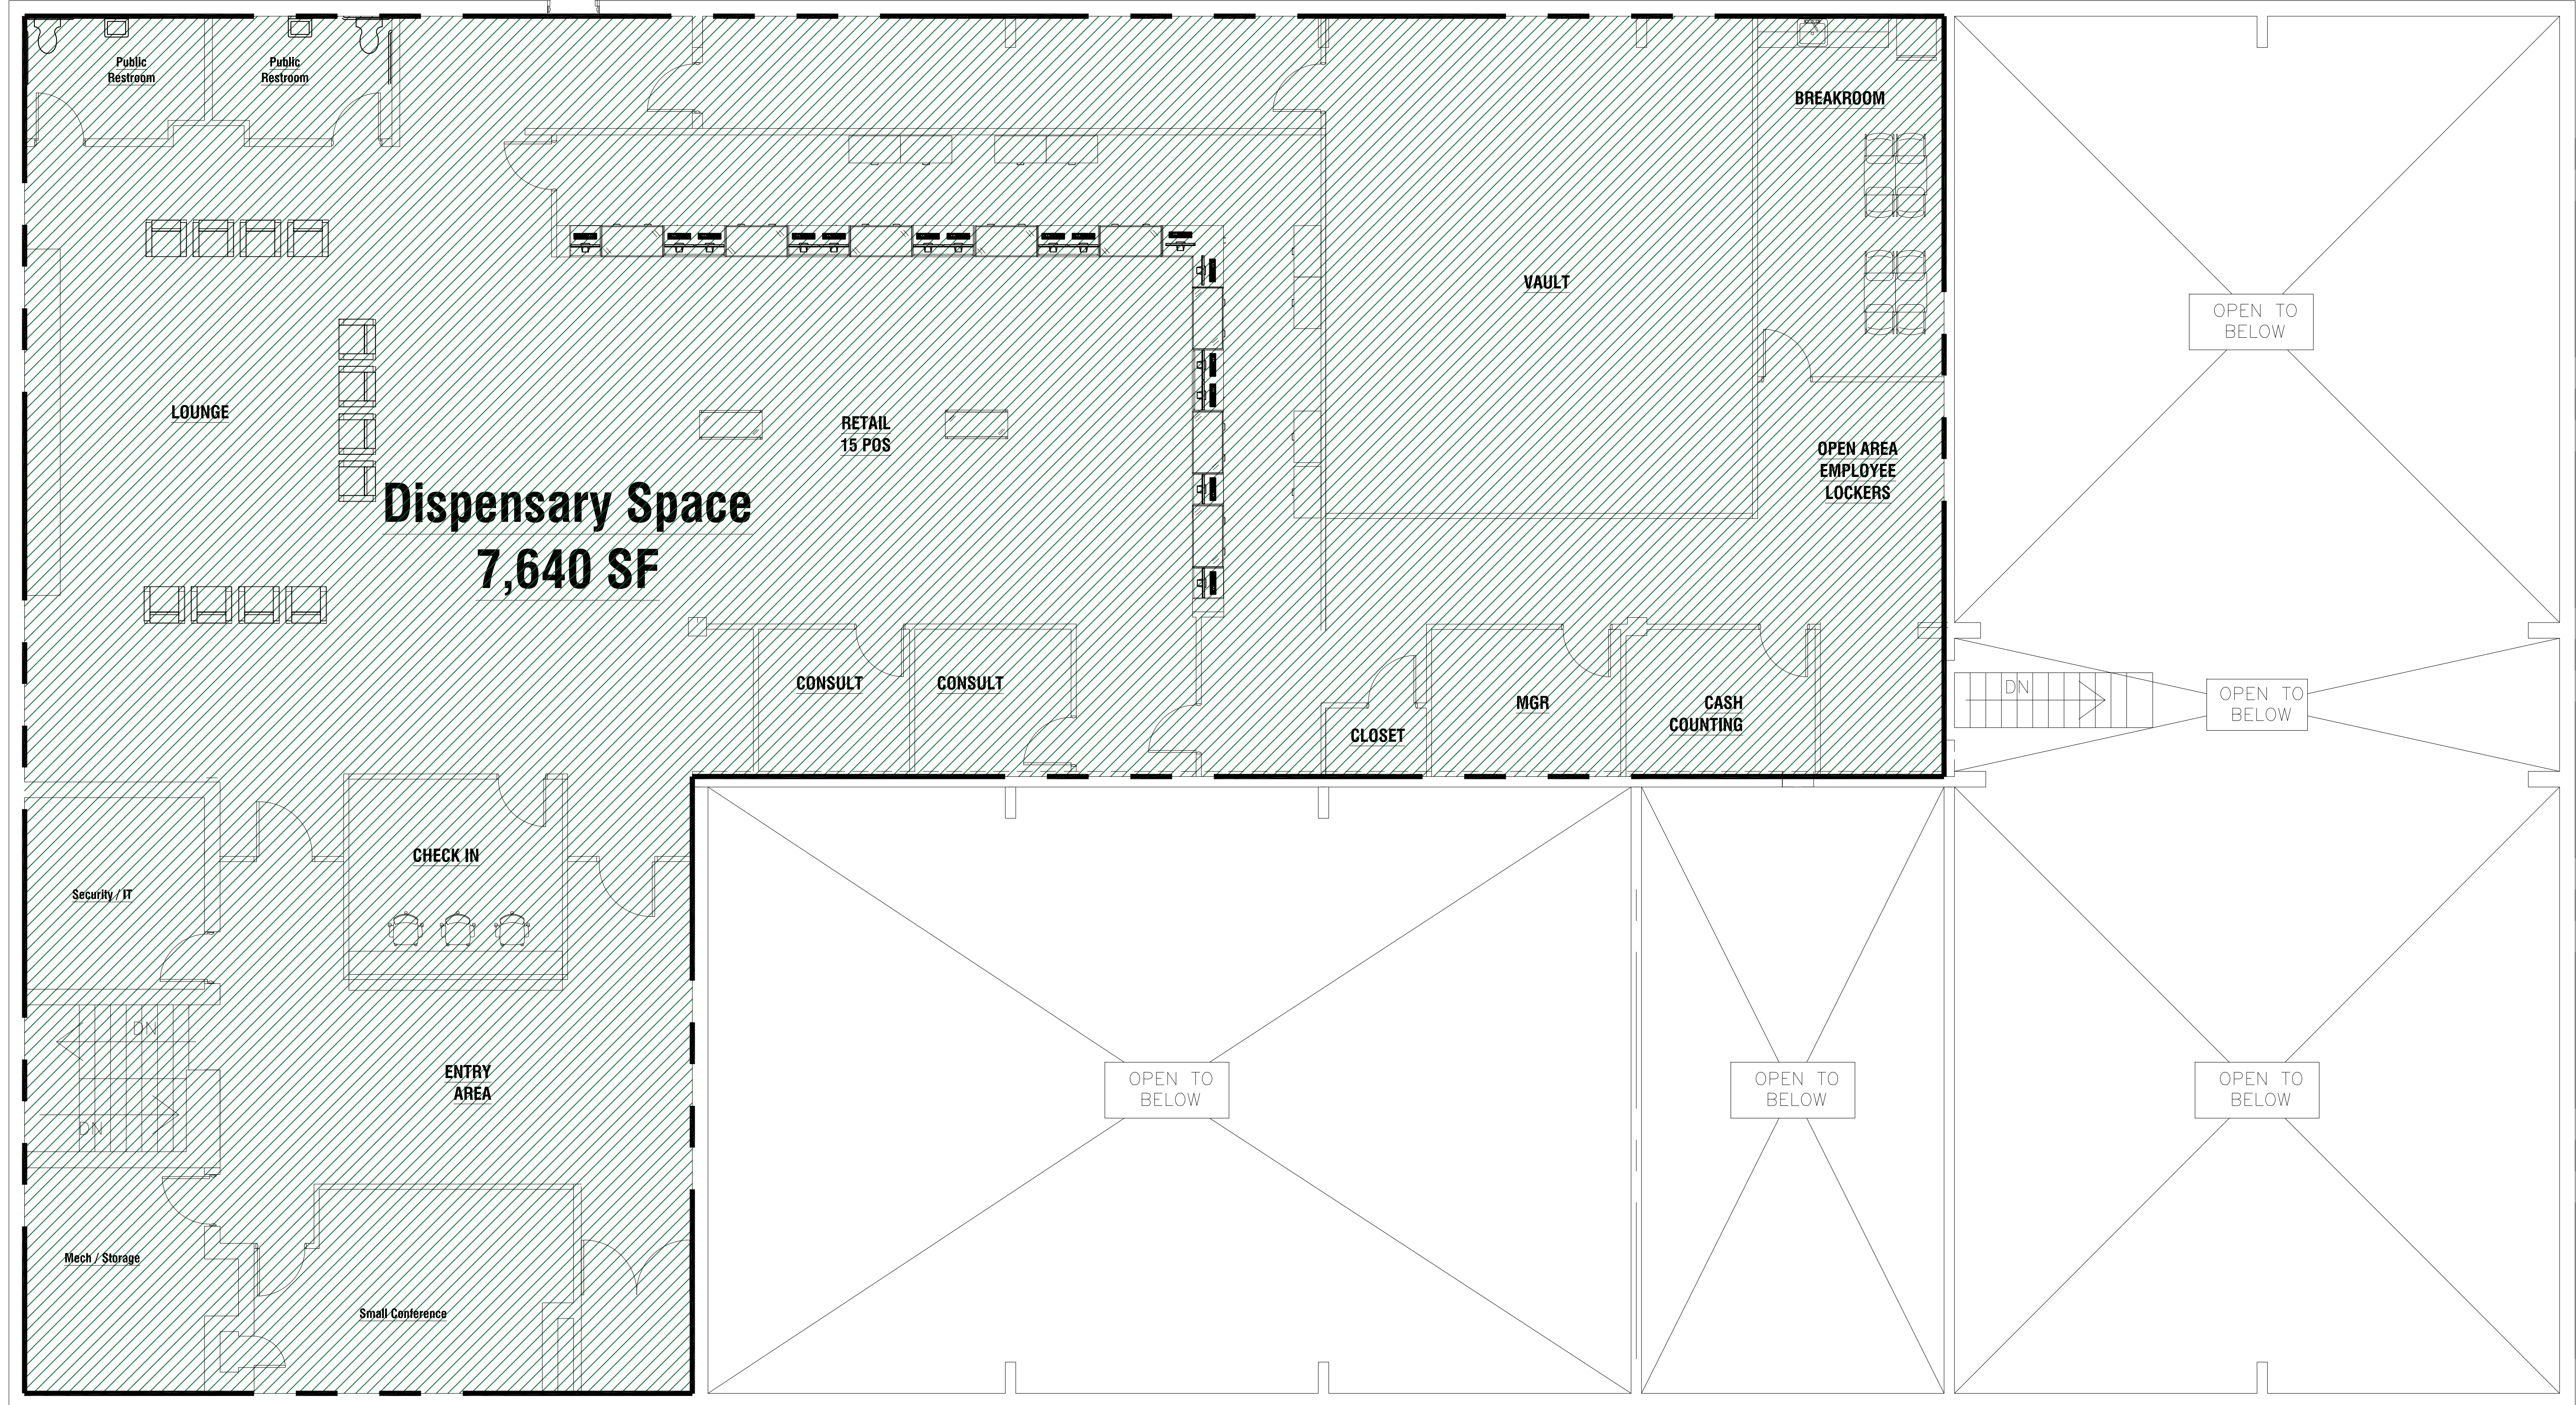 Public
Restroom
Public
Restroom
BREAKROOM
VAULT
OPEN TO
BELOW
LOUNGE
RETAIL
15 POS
OPEN AREA
EMPLOYEE
LOCKERS
Dispensary Space
7,640 SF
CONSULT
CONSULT
CLOSET
MGR
CASH
COUNTING
DN
OPEN TO
BELOW
CHECK IN
Security / IT
DN
ENTRY
AREA
DN
OPEN TO
BELOW
OPEN TO
BELOW
OPEN TO
BELOW
Mech / Storage
Small Conference